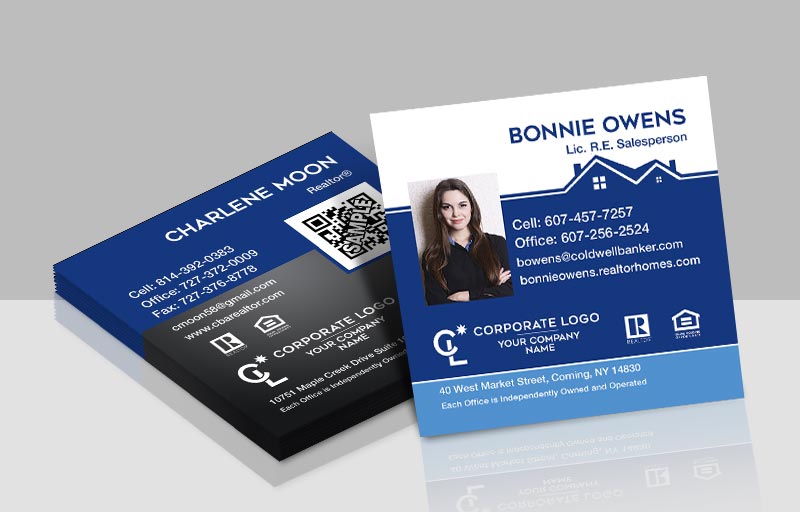 CHARLENE MOON
Realtor®
SAMPLE
Cell: 814-392-0383
Office: 727-372-0009
Fax: 727-376-8778
cmoon58@gmail.com
www.cbarealtor.com
REALTOR
CL
CORPORATE LOGO
YOUR COMPANY
NAME
10751 Maple Creek Drive Suite
Each Office is Independently Owned
BONNIE OWENS
Lic. R.E. Salesperson
Cell: 607-457-7257
Office: 607-256-2524
bowens@coldwellbanker.com
bonnieowens.realtorhomes.com
CL
CORPORATE LOGO
YOUR COMPANY
NAME
R
REALTOR
40 West Market Street, Corning, NY 14830
Each Office is Independently Owned and Operated